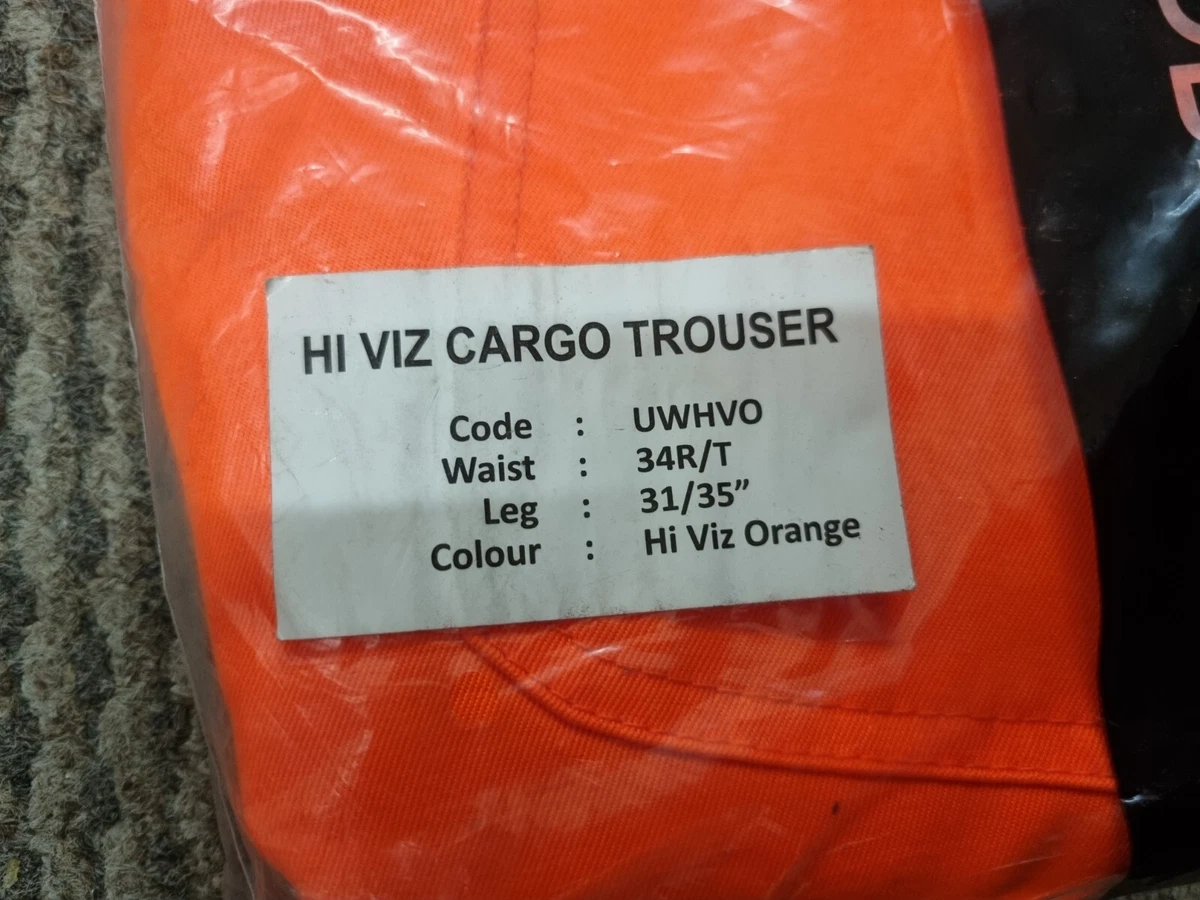 HI VIZ CARGO TROUSER
Code : UWHVO
Waist : 34R/T
Leg : 31/35”
Colour : Hi Viz Orange